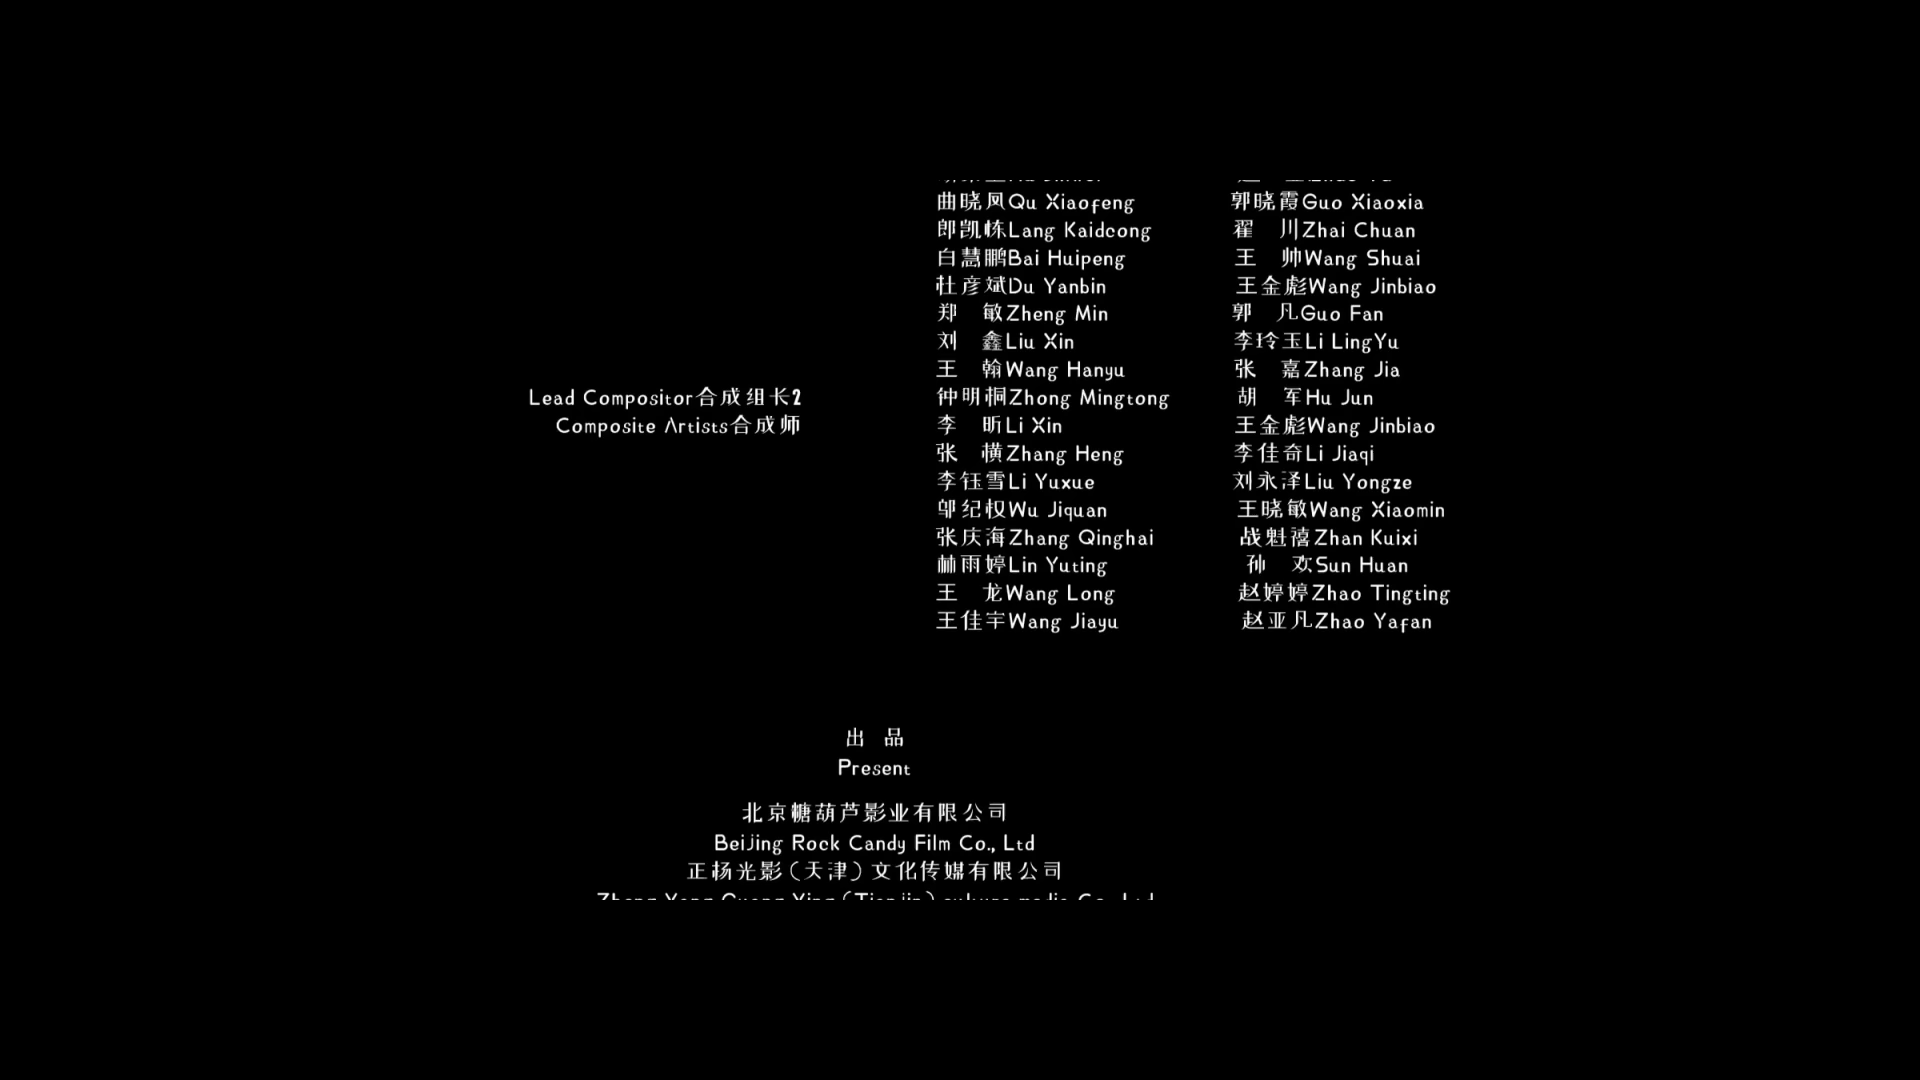 曲晓凤Qu Xiaofeng 郭晓霞Guo Xiaoxia
郎凯栋Lang Kaidcong 翟 川Zhai Chuan
白慧鹏Bai Huipeng 王 帅Wang Shuai
杜彦斌Du Yanbin 王金彪Wang Jinbiao
郑 敏Zheng Min 郭 凡Guo Fan
刘 鑫Liu Xin 李玲玉Li LingYu
王 翰Wang Hanyu 张 嘉Zhang Jia
Lead Compositor合成组长2 钟明桐Zhong Mingtong 胡 军Hu Jun
Composite Artists合成师 李 昕Li Xin 王金彪Wang Jinbiao
张 横Zhang Heng 李佳奇Li Jiaqi
李钰雪Li Yuxue 刘永泽Liu Yongze
邬纪权Wu Jiquan 王晓敏Wang Xiaomin
张庆海Zhang Qinghai 战魁禧Zhan Kuixi
林雨婷Lin Yuting 孙 欢Sun Huan
王 龙Wang Long 赵婷婷Zhao Tingting
王佳宇Wang Jiayu 赵亚凡Zhao Yafan
出 品
Present
北京糖葫芦影业有限公司
BeiJing Rock Candy Film Co., Ltd
正杨光影（天津）文化传媒有限公司